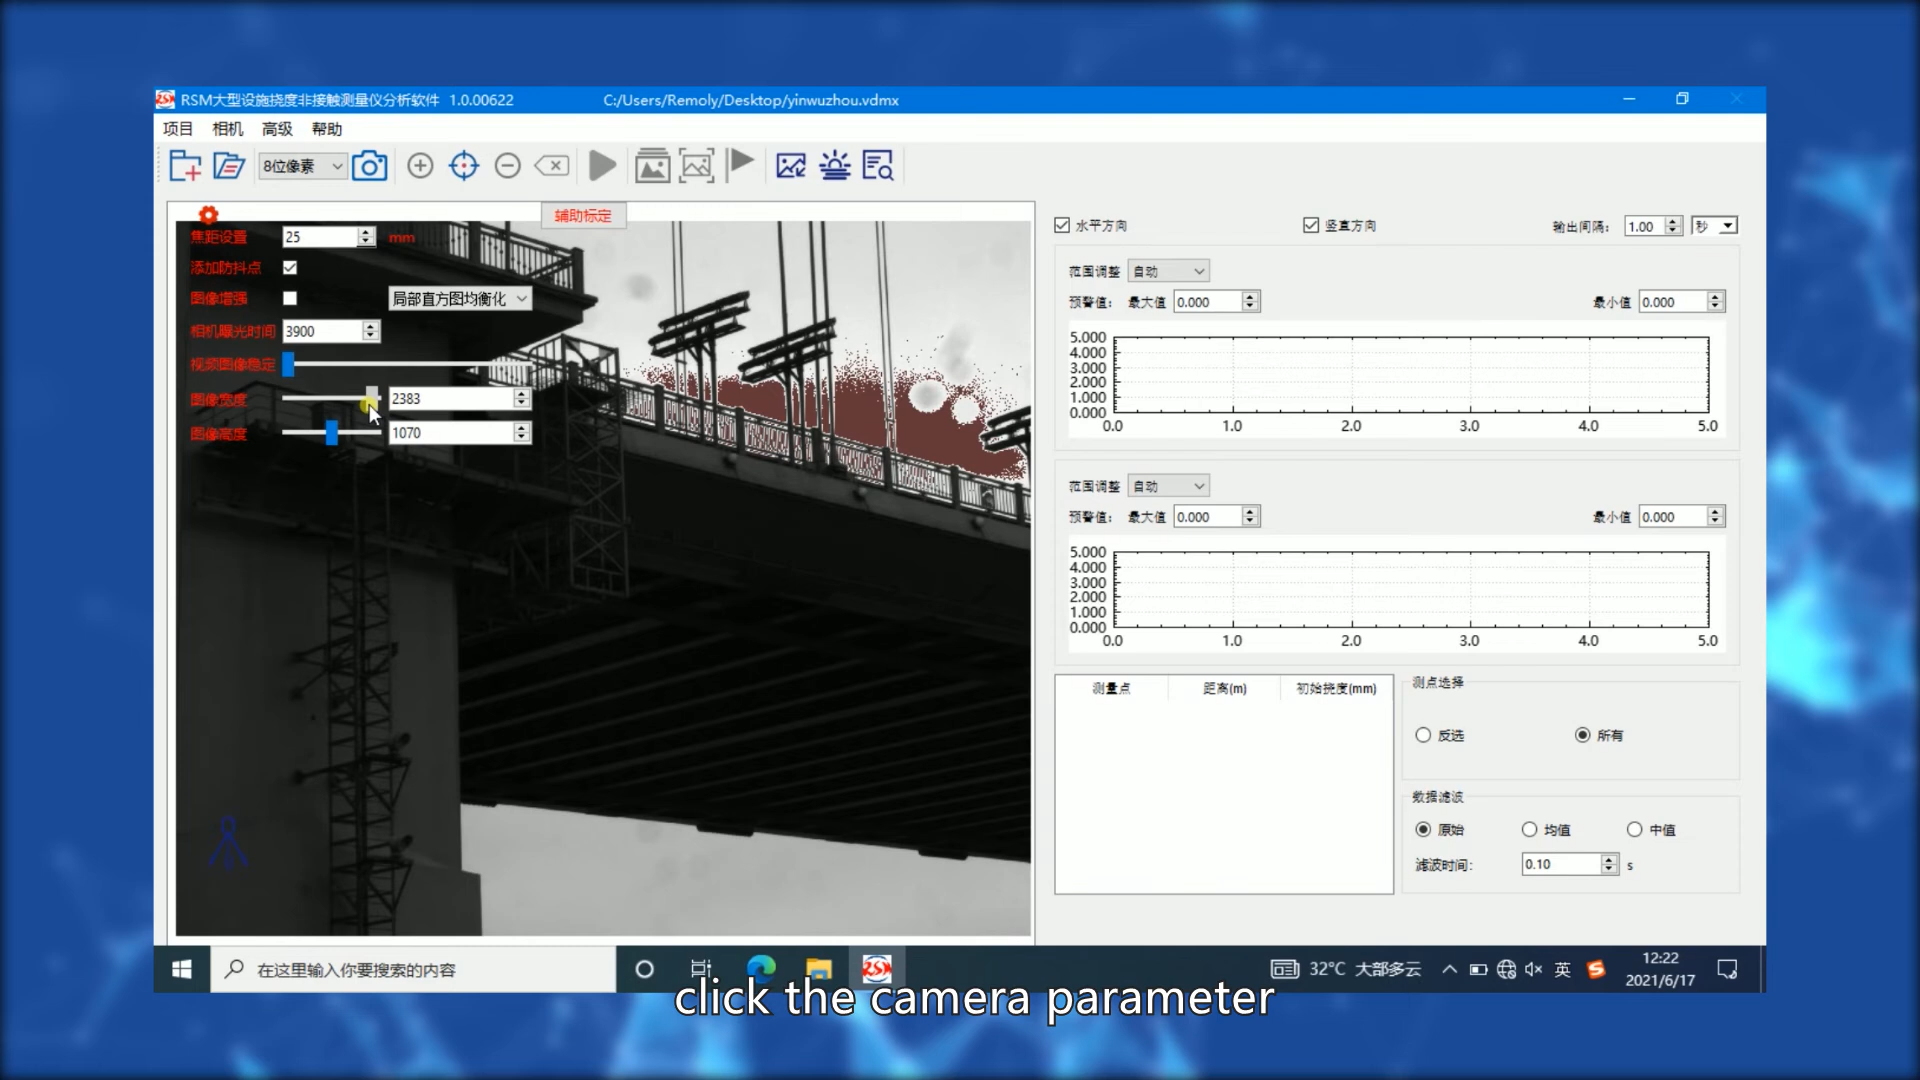 RSM大型设施挠度非接触测量仪分析软件 1.0.00622 C:/Users/Remoly/Desktop/yinwuzhou.vdmx
项目 相机 高级 帮助
8位像素
辅助标定
焦距设置 25 mm
添加防抖点
图像增强 局部直方图均衡化
相机曝光时间 3900
视频图像稳定
图像宽度 2383
图像高度 1070
水平方向 竖直方向 输出间隔: 1.00 秒
范围调整 自动
预警值: 最大值 0.000 最小值 0.000
5.000
4.000
3.000
2.000
1.000
0.000
0.0 1.0 2.0 3.0 4.0 5.0
范围调整 自动
预警值: 最大值 0.000 最小值 0.000
5.000
4.000
3.000
2.000
1.000
0.000
0.0 1.0 2.0 3.0 4.0 5.0
测量点 距离(m) 初始挠度(mm)
测点选择
反选 所有
数据滤波
原始 均值 中值
滤波时间: 0.10 s
在这里输入你要搜索的内容
RSM
32°C 大部多云
英
12:22
2021/6/17
click the camera parameter